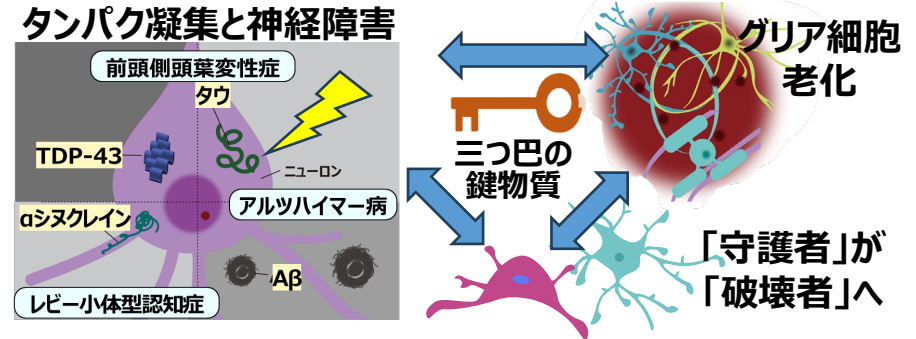 タンパク凝集と神経障害
前頭側頭葉変性症
タウ
TDP-43
ニューロン
アルツハイマー病
αシヌクレイン
Aβ
レビー小体型認知症
三つ巴の
鍵物質
グリア細胞
老化
「守護者」が
「破壊者」へ